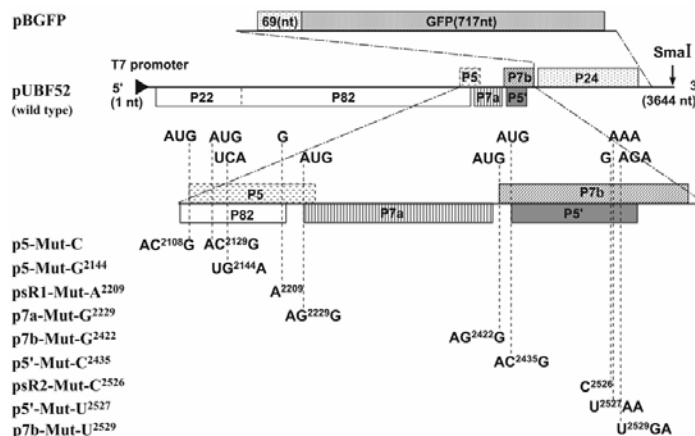 pBGFP 69(nt) GFP(717nt)
SmaI
T7 promoter P5 P7b P24
pUBF52 5' 3
(wild type) (1 nt) P22 P82 P7a P5' (3644 nt)
AUG AUG G AUG AAA
UCA AUG AUG G AGA
P5 P7b
P82 P7a P5'
p5-Mut-C AC²¹⁰⁸G AC²¹²⁹G
p5-Mut-G²¹⁴⁴ UG²¹⁴⁴A
psR1-Mut-A²²⁰⁹ A²²⁰⁹
p7a-Mut-G²²²⁹ AG²²²⁹G
p7b-Mut-G²⁴²² AG²⁴²²G
p5'-Mut-C²⁴³⁵ AC²⁴³⁵G
psR2-Mut-C²⁵²⁶ C²⁵²⁶
p5'-Mut-U²⁵²⁷ U²⁵²⁷AA
p7b-Mut-U²⁵²⁹ U²⁵²⁹GA